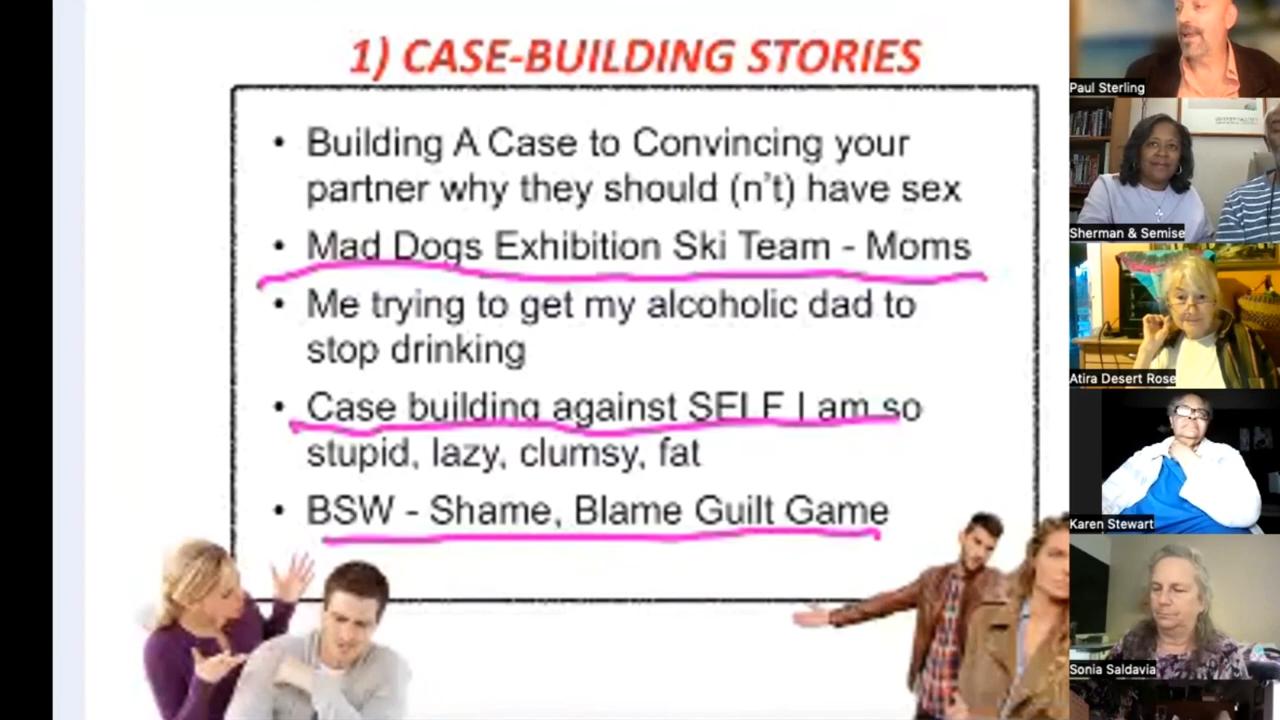 1) CASE-BUILDING STORIES
• Building A Case to Convincing your
partner why they should (n't) have sex
• Mad Dogs Exhibition Ski Team - Moms
• Me trying to get my alcoholic dad to
stop drinking
• Case building against SELF I am so
stupid, lazy, clumsy, fat
• BSW - Shame, Blame Guilt Game
Paul Sterling
Sherman & Semise
Atira Desert Rose
Karen Stewart
Sonia Saldavia